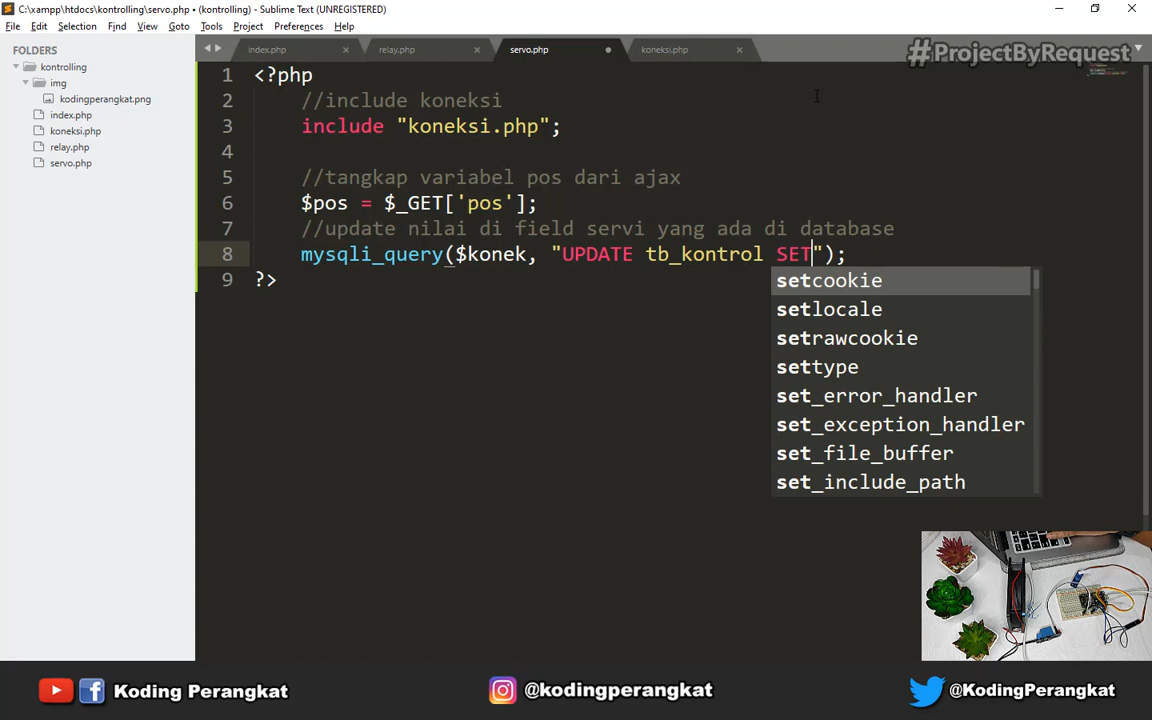 C:\xampp\htdocs\kontrolling\servo.php • (kontrolling) - Sublime Text (UNREGISTERED)
File Edit Selection Find View Goto Tools Project Preferences Help
FOLDERS
kontrolling
img
kodingperangkat.png
index.php
koneksi.php
relay.php
servo.php
index.php relay.php servo.php koneksi.php
#ProjectByRequest
1 <?php
2 //include koneksi
3 include "koneksi.php";
4
5 //tangkap variabel pos dari ajax
6 $pos = $_GET['pos'];
7 //update nilai di field servi yang ada di database
8 mysqli_query($konek, "UPDATE tb_kontrol SET");
9 ?>
setcookie
setlocale
setrawcookie
settype
set_error_handler
set_exception_handler
set_file_buffer
set_include_path
Koding Perangkat @kodingperangkat @KodingPerangkat